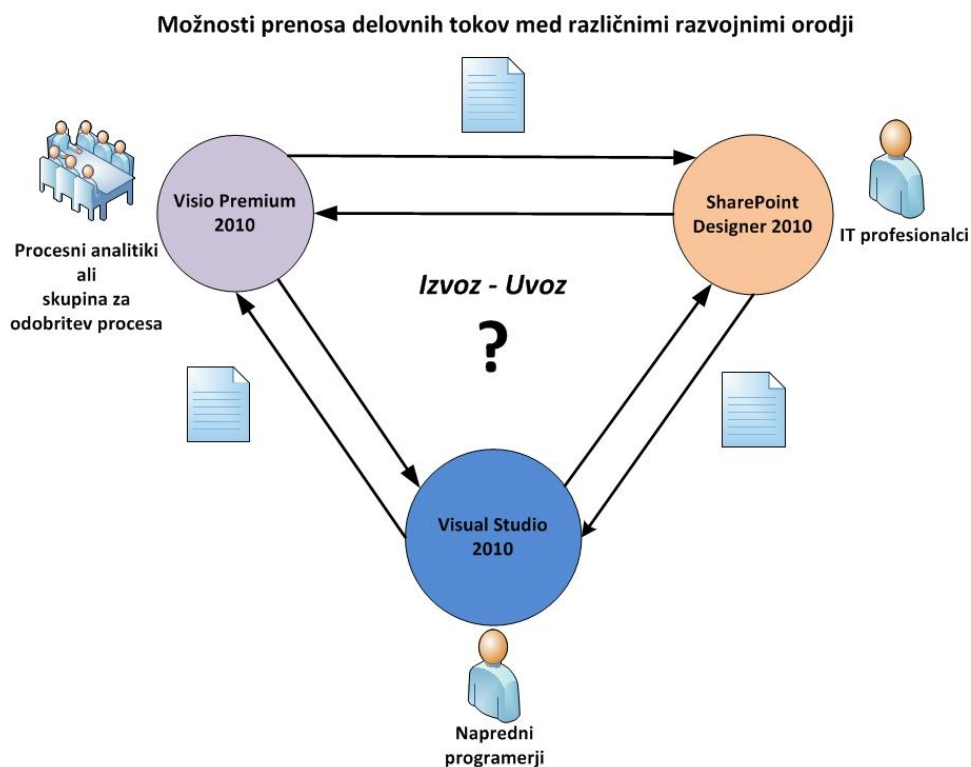 Možnosti prenosa delovnih tokov med različnimi razvojnimi orodji
Visio Premium
2010
SharePoint
Designer 2010
Procesni analitiki
ali
skupina za
odobritev procesa
IT profesionalci
Izvoz - Uvoz
?
Visual Studio
2010
Napredni
programerji